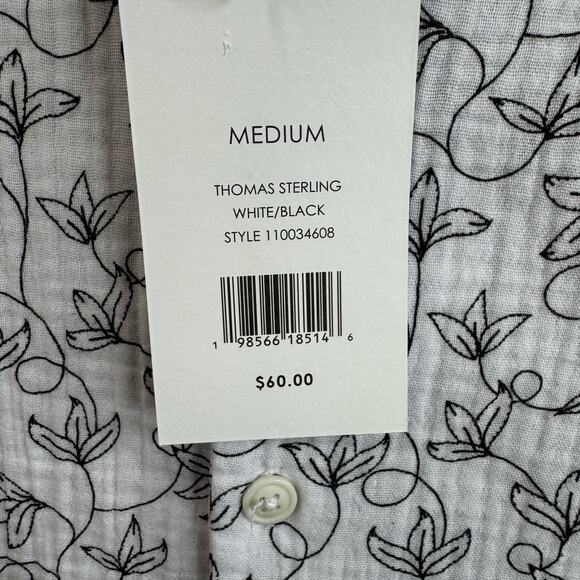 MEDIUM
THOMAS STERLING
WHITE/BLACK
STYLE 110034608
1 98566 18514 6
$60.00